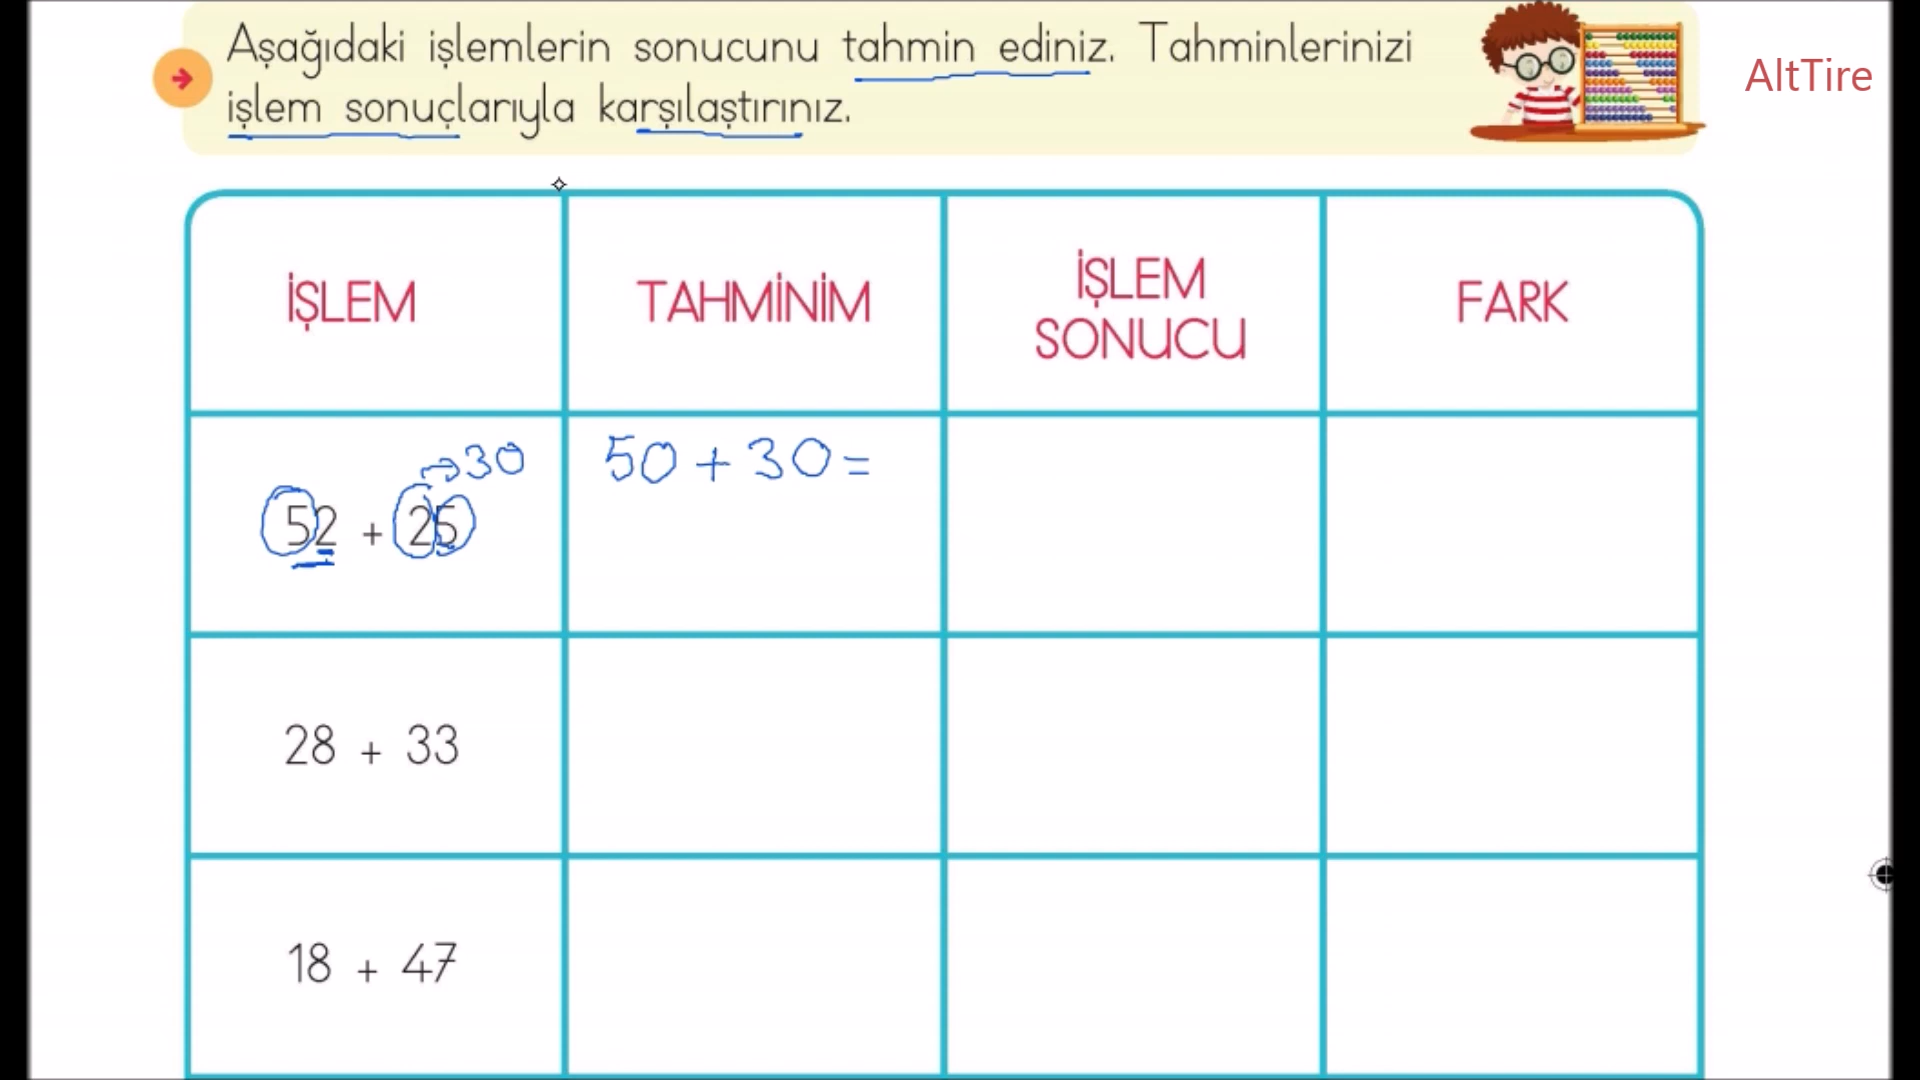 Aşağıdaki işlemlerin sonucunu tahmin ediniz. Tahminlerinizi
işlem sonuçlarıyla karşılaştırınız.
AltTire
İŞLEM
TAHMİNİM
İŞLEM
SONUCU
FARK
30
52 + 25
50 + 30 =
28 + 33
18 + 47